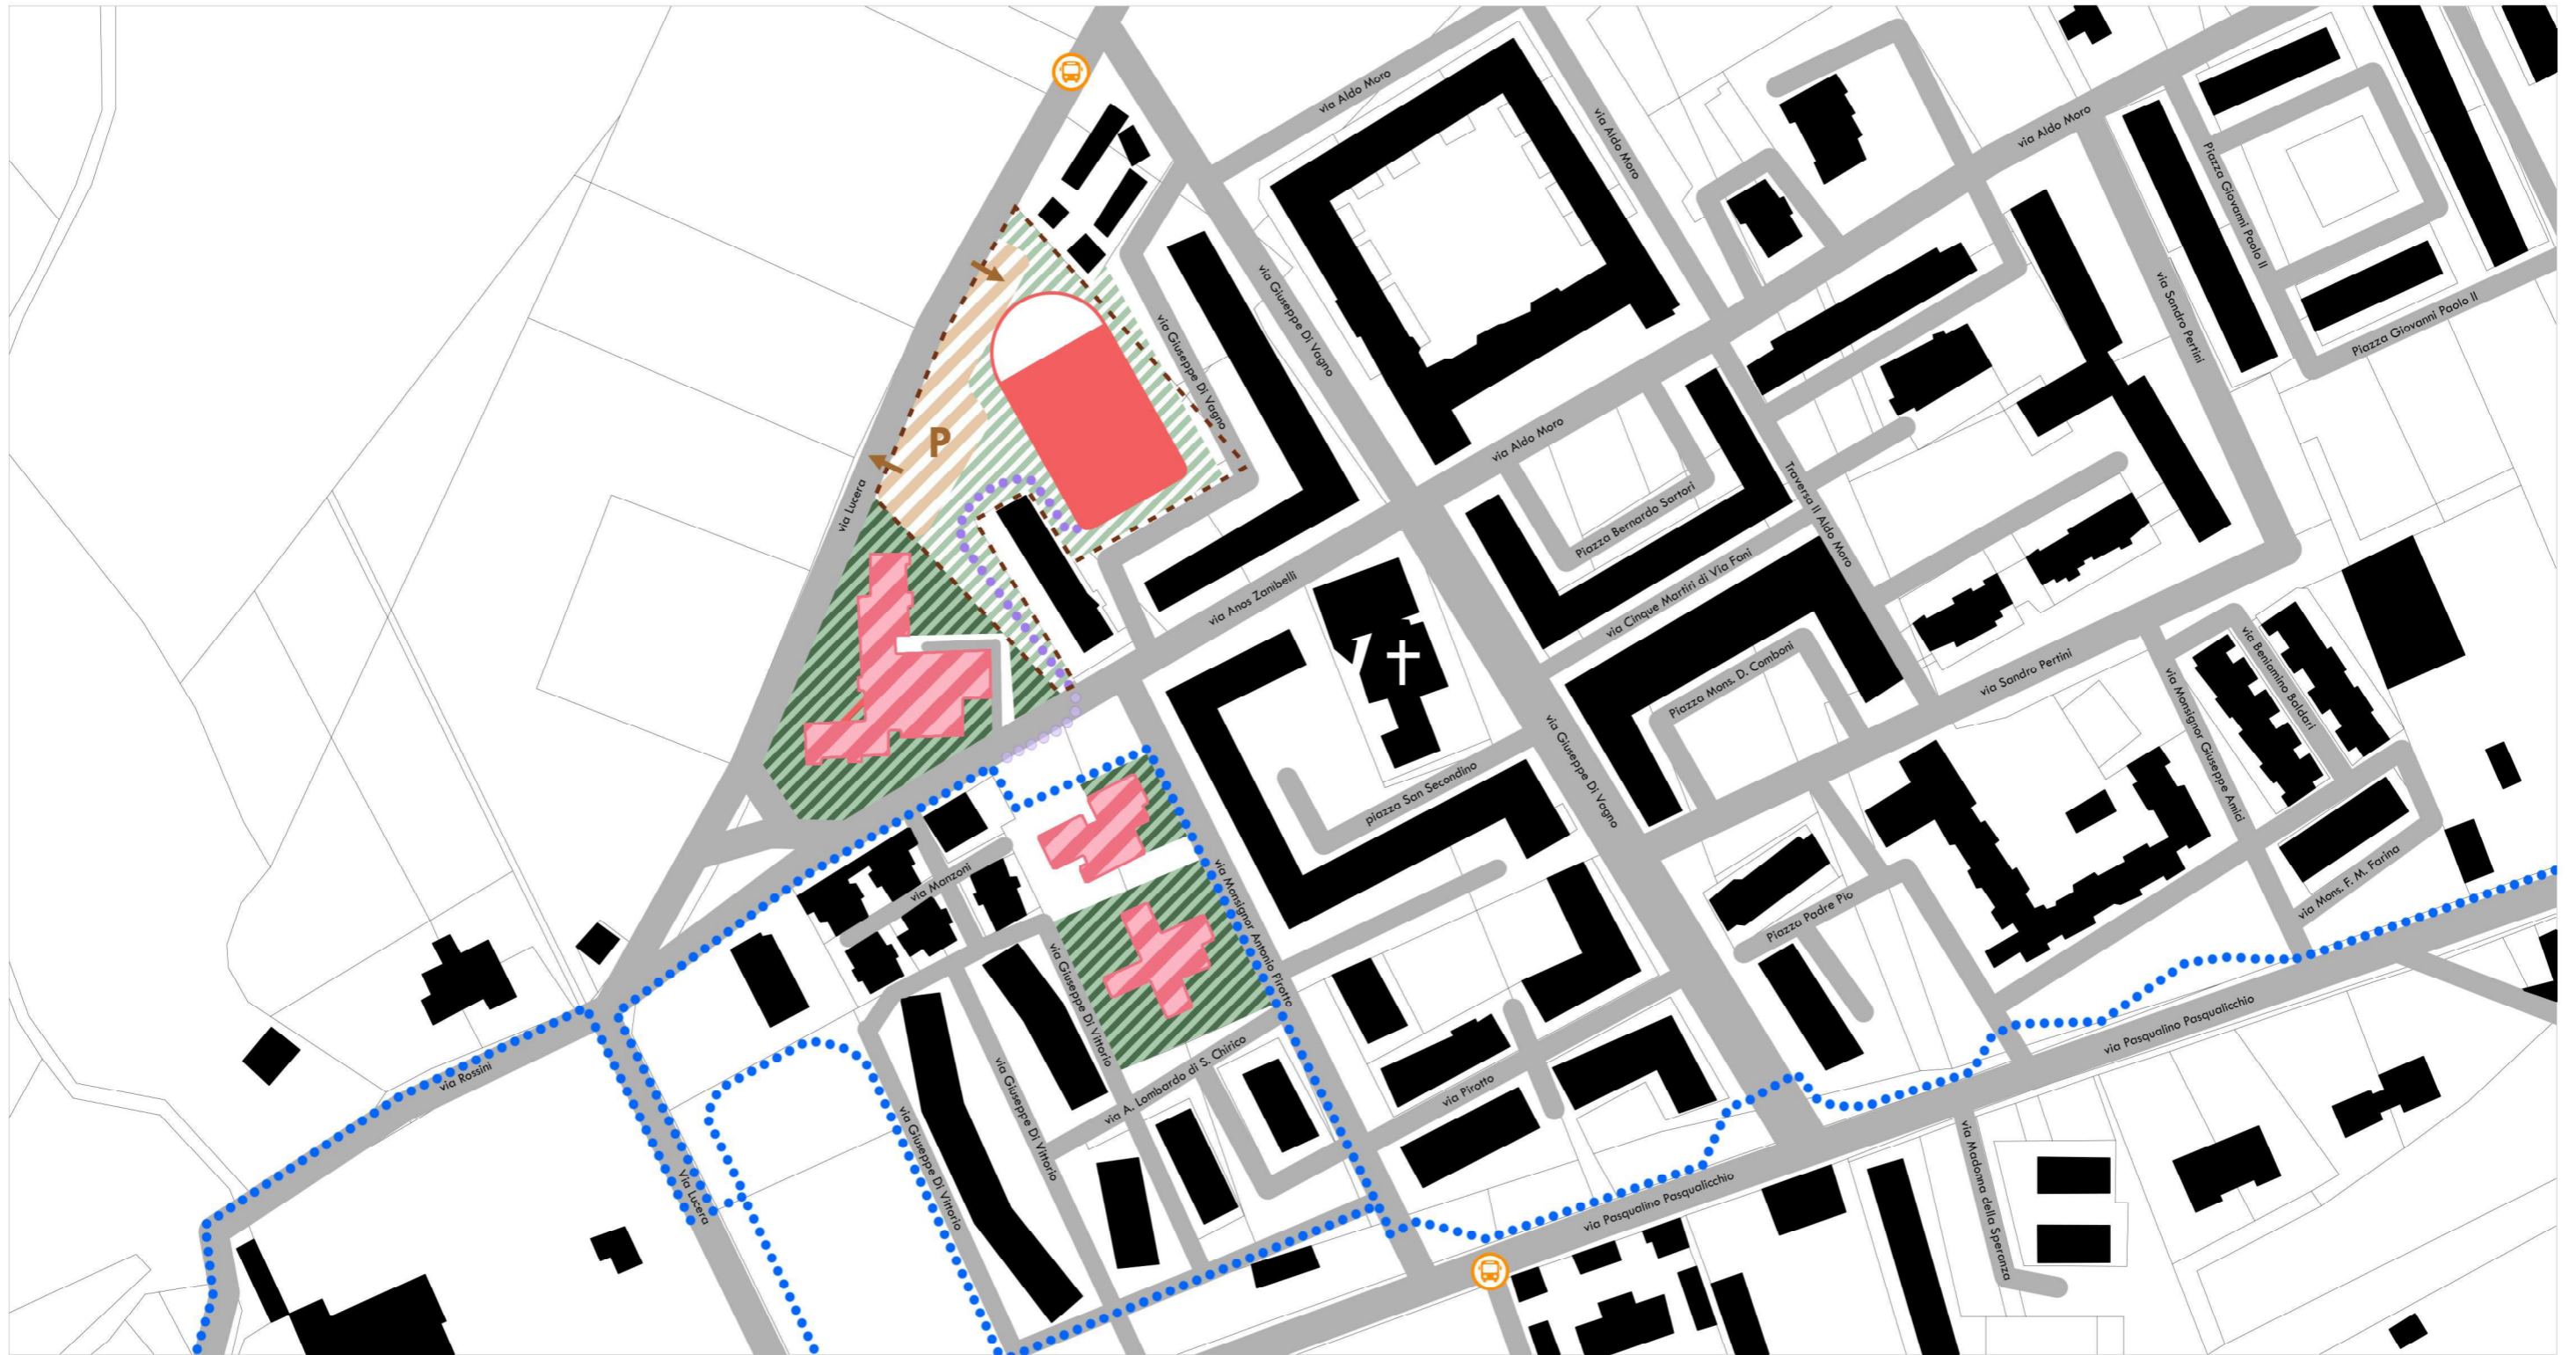 via Aldo Moro
via Aldo Moro
via Aldo Moro
Piazza Giovanni Paolo II
via Giuseppe Di Vagno
via Giuseppe Di Vagno
via Sandro Pertini
Piazza Giovanni Paolo II
P
via Lucera
via Aldo Moro
Piazza Bernardo Sartori
Traversa II Aldo Moro
via Anos Zanibelli
via Cinque Martiri di Via Fani
Piazza Mons. D. Comboni
via Sandro Pertini
via Beniamino Baldari
via Monsignor Giuseppe Amici
via Giuseppe Di Vagno
piazza San Secondino
via Manzoni
via Monsignor Antonio Pirotto
Piazza Padre Pio
via Mons. F. M. Farina
via Giuseppe Di Vittorio
via Rossini
via Pasqualino Pasqualicchio
via A. Lombardo di S. Chirico
via Pirotto
via Giuseppe Di Vittorio
via Giuseppe Di Vittorio
Via Lucera
via Pasqualino Pasqualicchio
via Madonna della Speranza